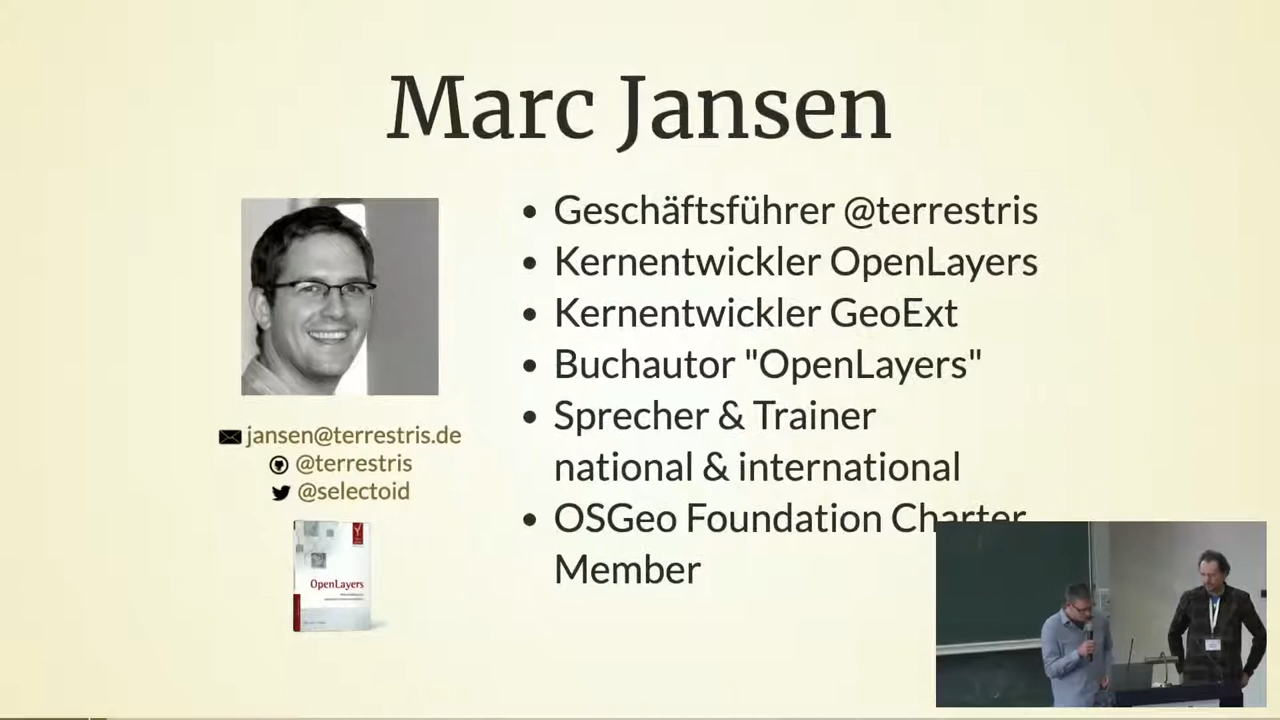 Marc Jansen
Geschäftsführer @terrestris
Kernentwickler OpenLayers
Kernentwickler GeoExt
Buchautor "OpenLayers"
Sprecher & Trainer
national & international
OSGeo Foundation Charter
Member
jansen@terrestris.de
@terrestris
@selectoid
OpenLayers